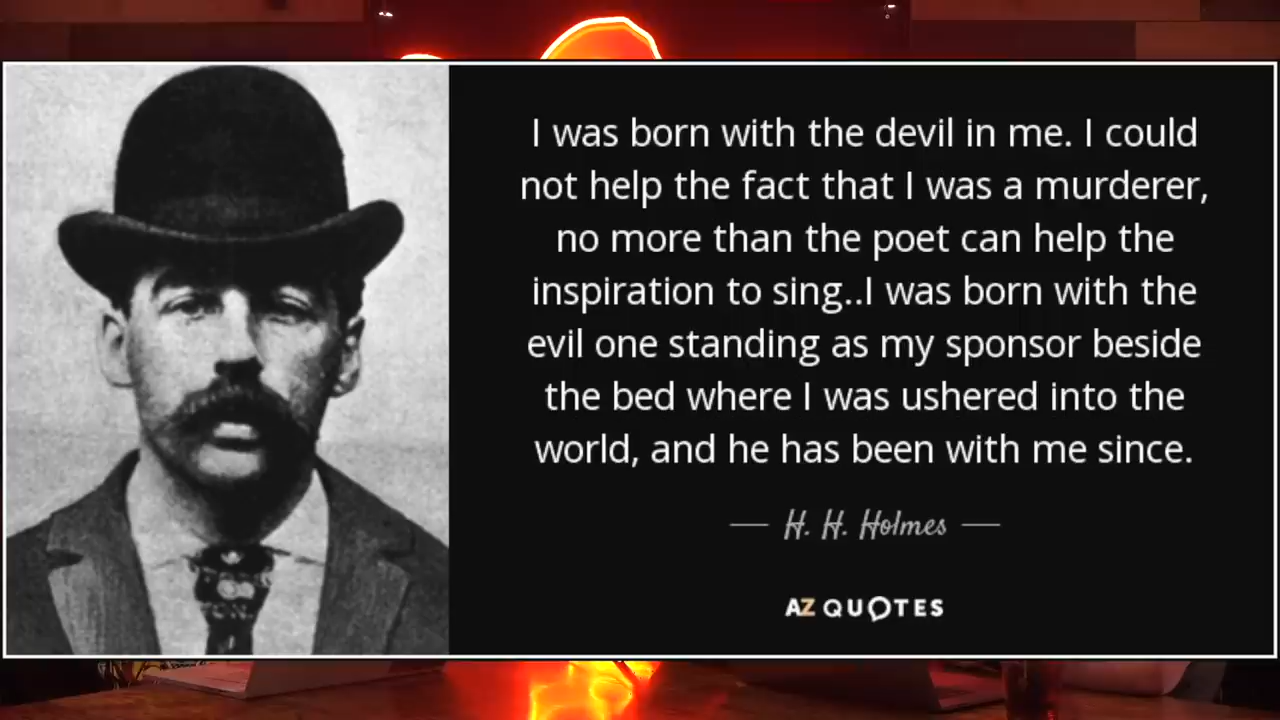 I was born with the devil in me. I could
not help the fact that I was a murderer,
no more than the poet can help the
inspiration to sing..I was born with the
evil one standing as my sponsor beside
the bed where I was ushered into the
world, and he has been with me since.
— H. H. Holmes —
AZ QUOTES